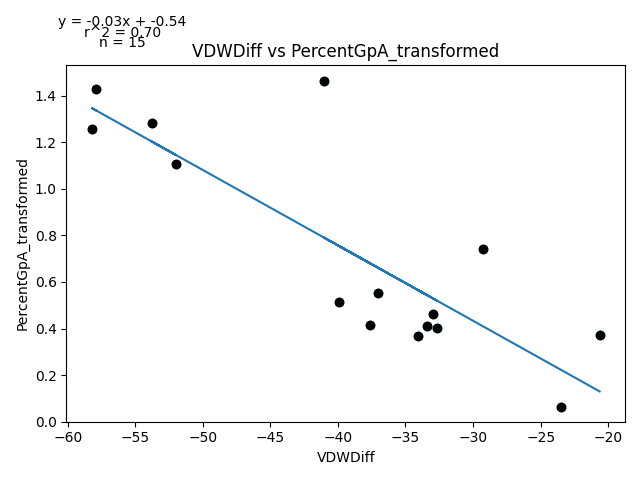 y = -0.03x + -0.54
r^2 = 0.70
n = 15
VDWDiff vs PercentGpA_transformed
PercentGpA_transformed
1.4
1.2
1.0
0.8
0.6
0.4
0.2
0.0
−60 −55 −50 −45 −40 −35 −30 −25 −20
VDWDiff